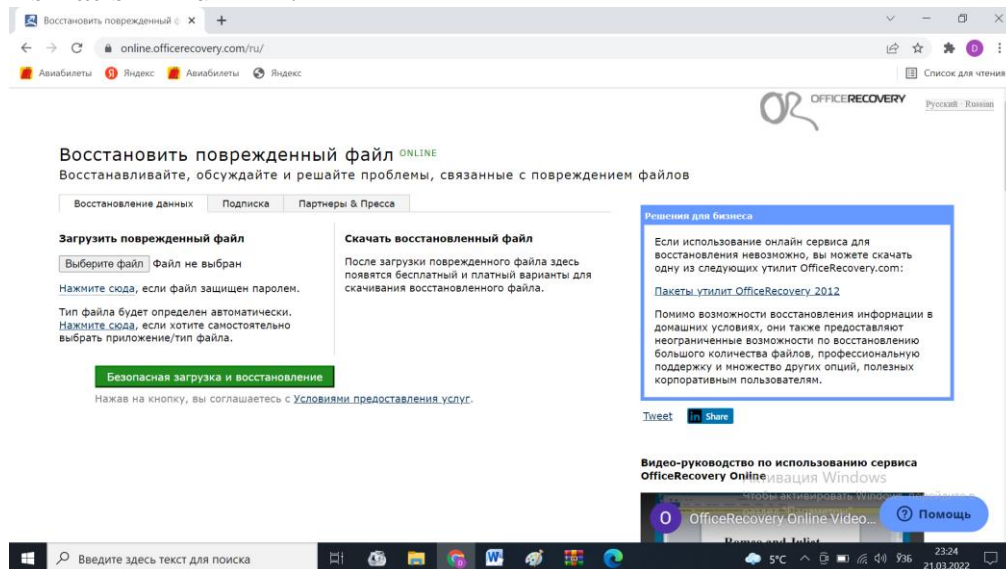 Восстановить поврежденный ф
online.officerecovery.com/ru/
Авиабилеты Яндекс Авиабилеты Яндекс
Список для чтения
OFFICERECOVERY
Русский - Russian
Восстановить поврежденный файл ONLINE
Восстанавливайте, обсуждайте и решайте проблемы, связанные с повреждением файлов
Восстановление данных Подписка Партнеры & Пресса
Загрузить поврежденный файл
Выберите файл Файл не выбран
Нажмите сюда, если файл защищен паролем.
Тип файла будет определен автоматически.
Нажмите сюда, если хотите самостоятельно
выбрать приложение/тип файла.
Скачать восстановленный файл
После загрузки поврежденного файла здесь
появятся бесплатный и платный варианты для
скачивания восстановленного файла.
Безопасная загрузка и восстановление
Нажав на кнопку, вы соглашаетесь с Условиями предоставления услуг.
Решения для бизнеса
Если использование онлайн сервиса для
восстановления невозможно, вы можете скачать
одну из следующих утилит OfficeRecovery.com:
Пакеты утилит OfficeRecovery 2012
Помимо возможности восстановления информации в
домашних условиях, они также предоставляют
неограниченные возможности по восстановлению
большого количества файлов, профессиональную
поддержку и множество других опций, полезных
корпоративным пользователям.
Tweet in Share
Видео-руководство по использованию сервиса
OfficeRecovery Online
Активация Windows
Чтобы активировать Windows
O OfficeRecovery Online Video...
Помощь
Romeo and Juliet
Введите здесь текст для поиска
5°C
УЗБ
23:24
21.03.2022